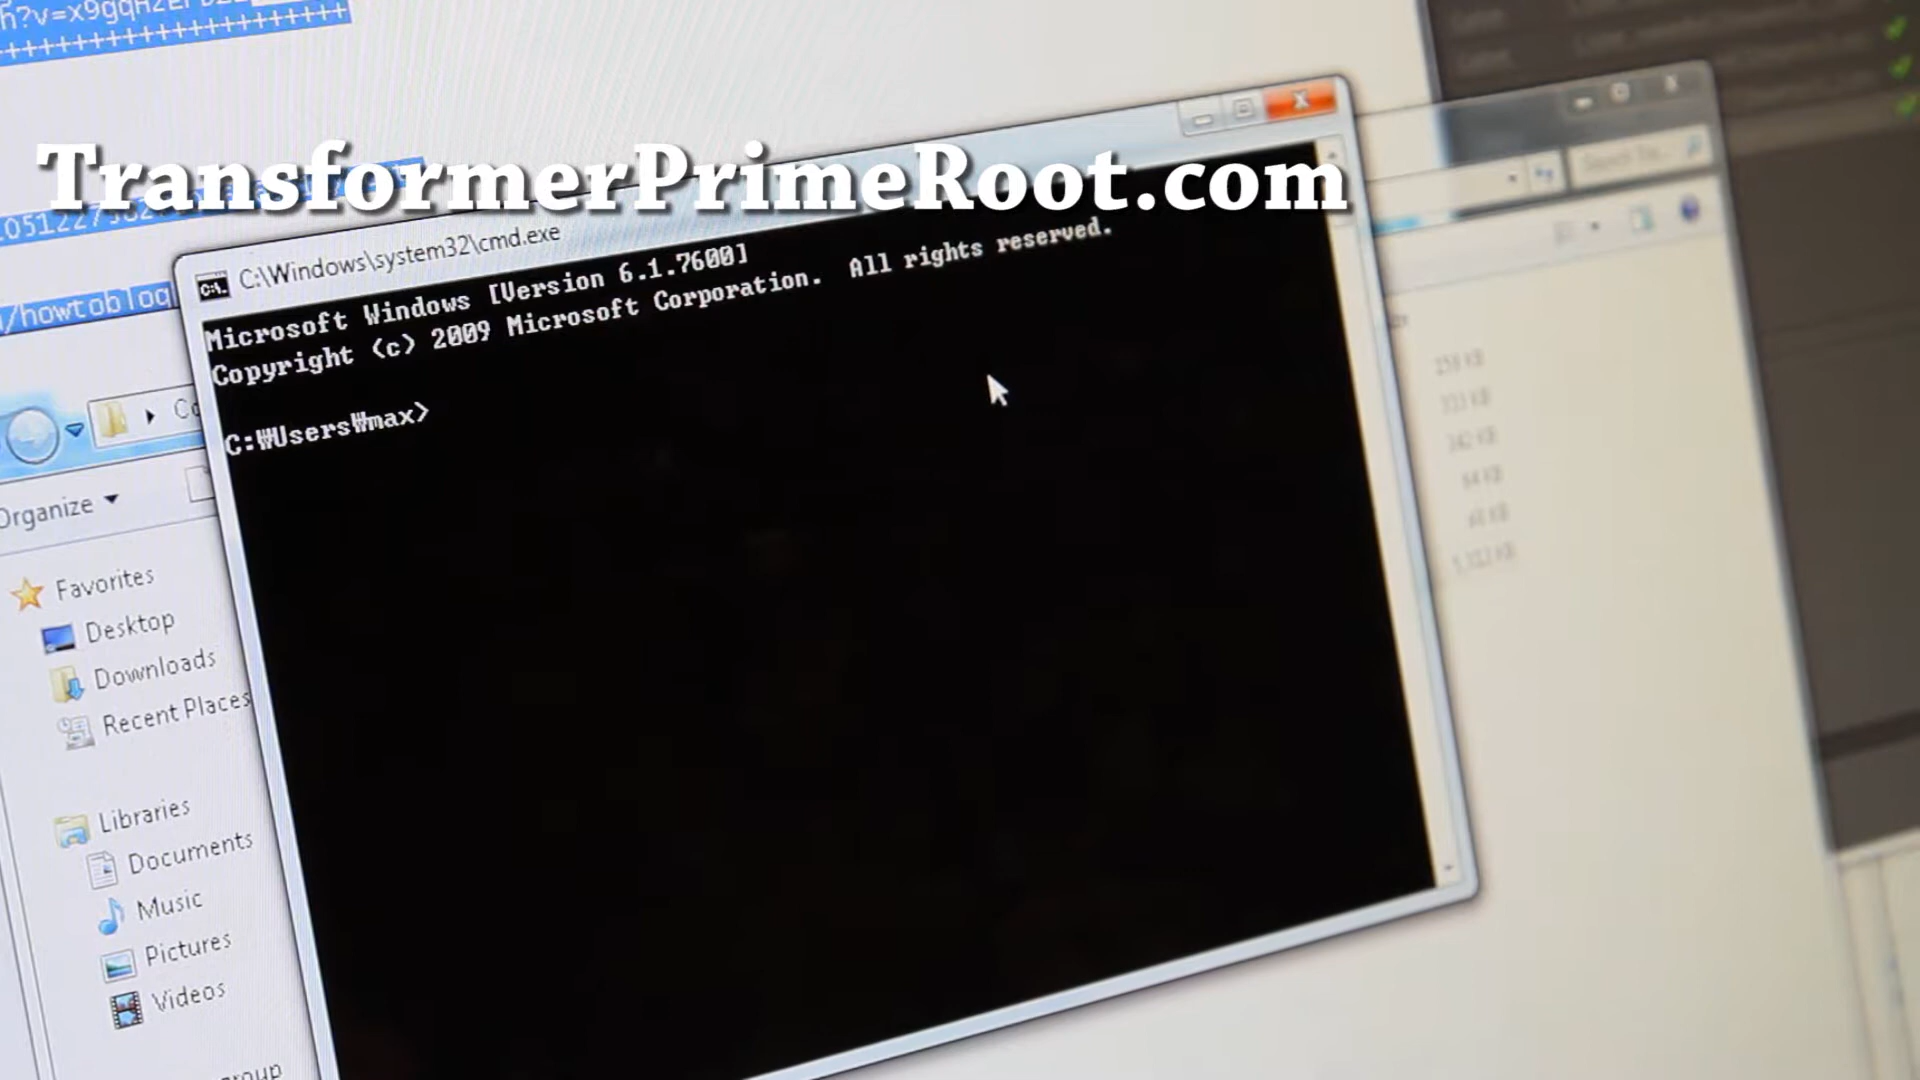 TransformerPrimeRoot.com
C:\Windows\system32\cmd.exe
Microsoft Windows [Version 6.1.7600]
Copyright (c) 2009 Microsoft Corporation. All rights reserved.
C:₩Users₩max>
/howtoblog
Organize
Favorites
Desktop
Downloads
Recent Places
Libraries
Documents
Music
Pictures
Videos